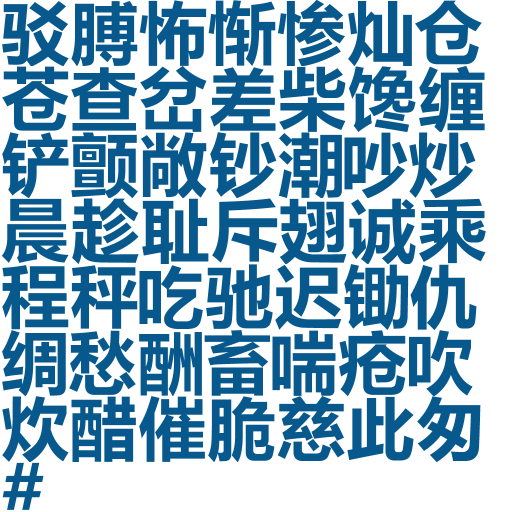 驳膊怖惭惨灿仓
苍查岔差柴馋缠
铲颤敞钞潮吵炒
晨趁耻斥翅诚乘
程秤吃驰迟锄仇
绸愁酬畜喘疮吹
炊醋催脆慈此匆
#